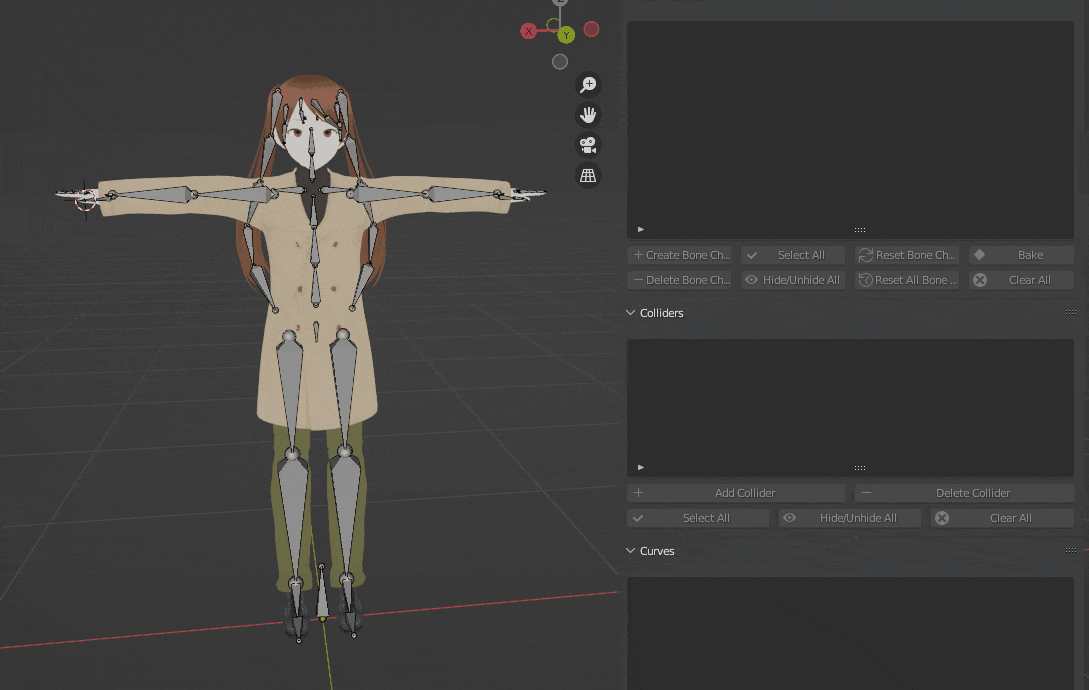 X
Y
Create Bone Ch...
Select All
Reset Bone Ch...
Bake
Delete Bone Ch...
Hide/Unhide All
Reset All Bone ...
Clear All
Colliders
Add Collider
Delete Collider
Select All
Hide/Unhide All
Clear All
Curves